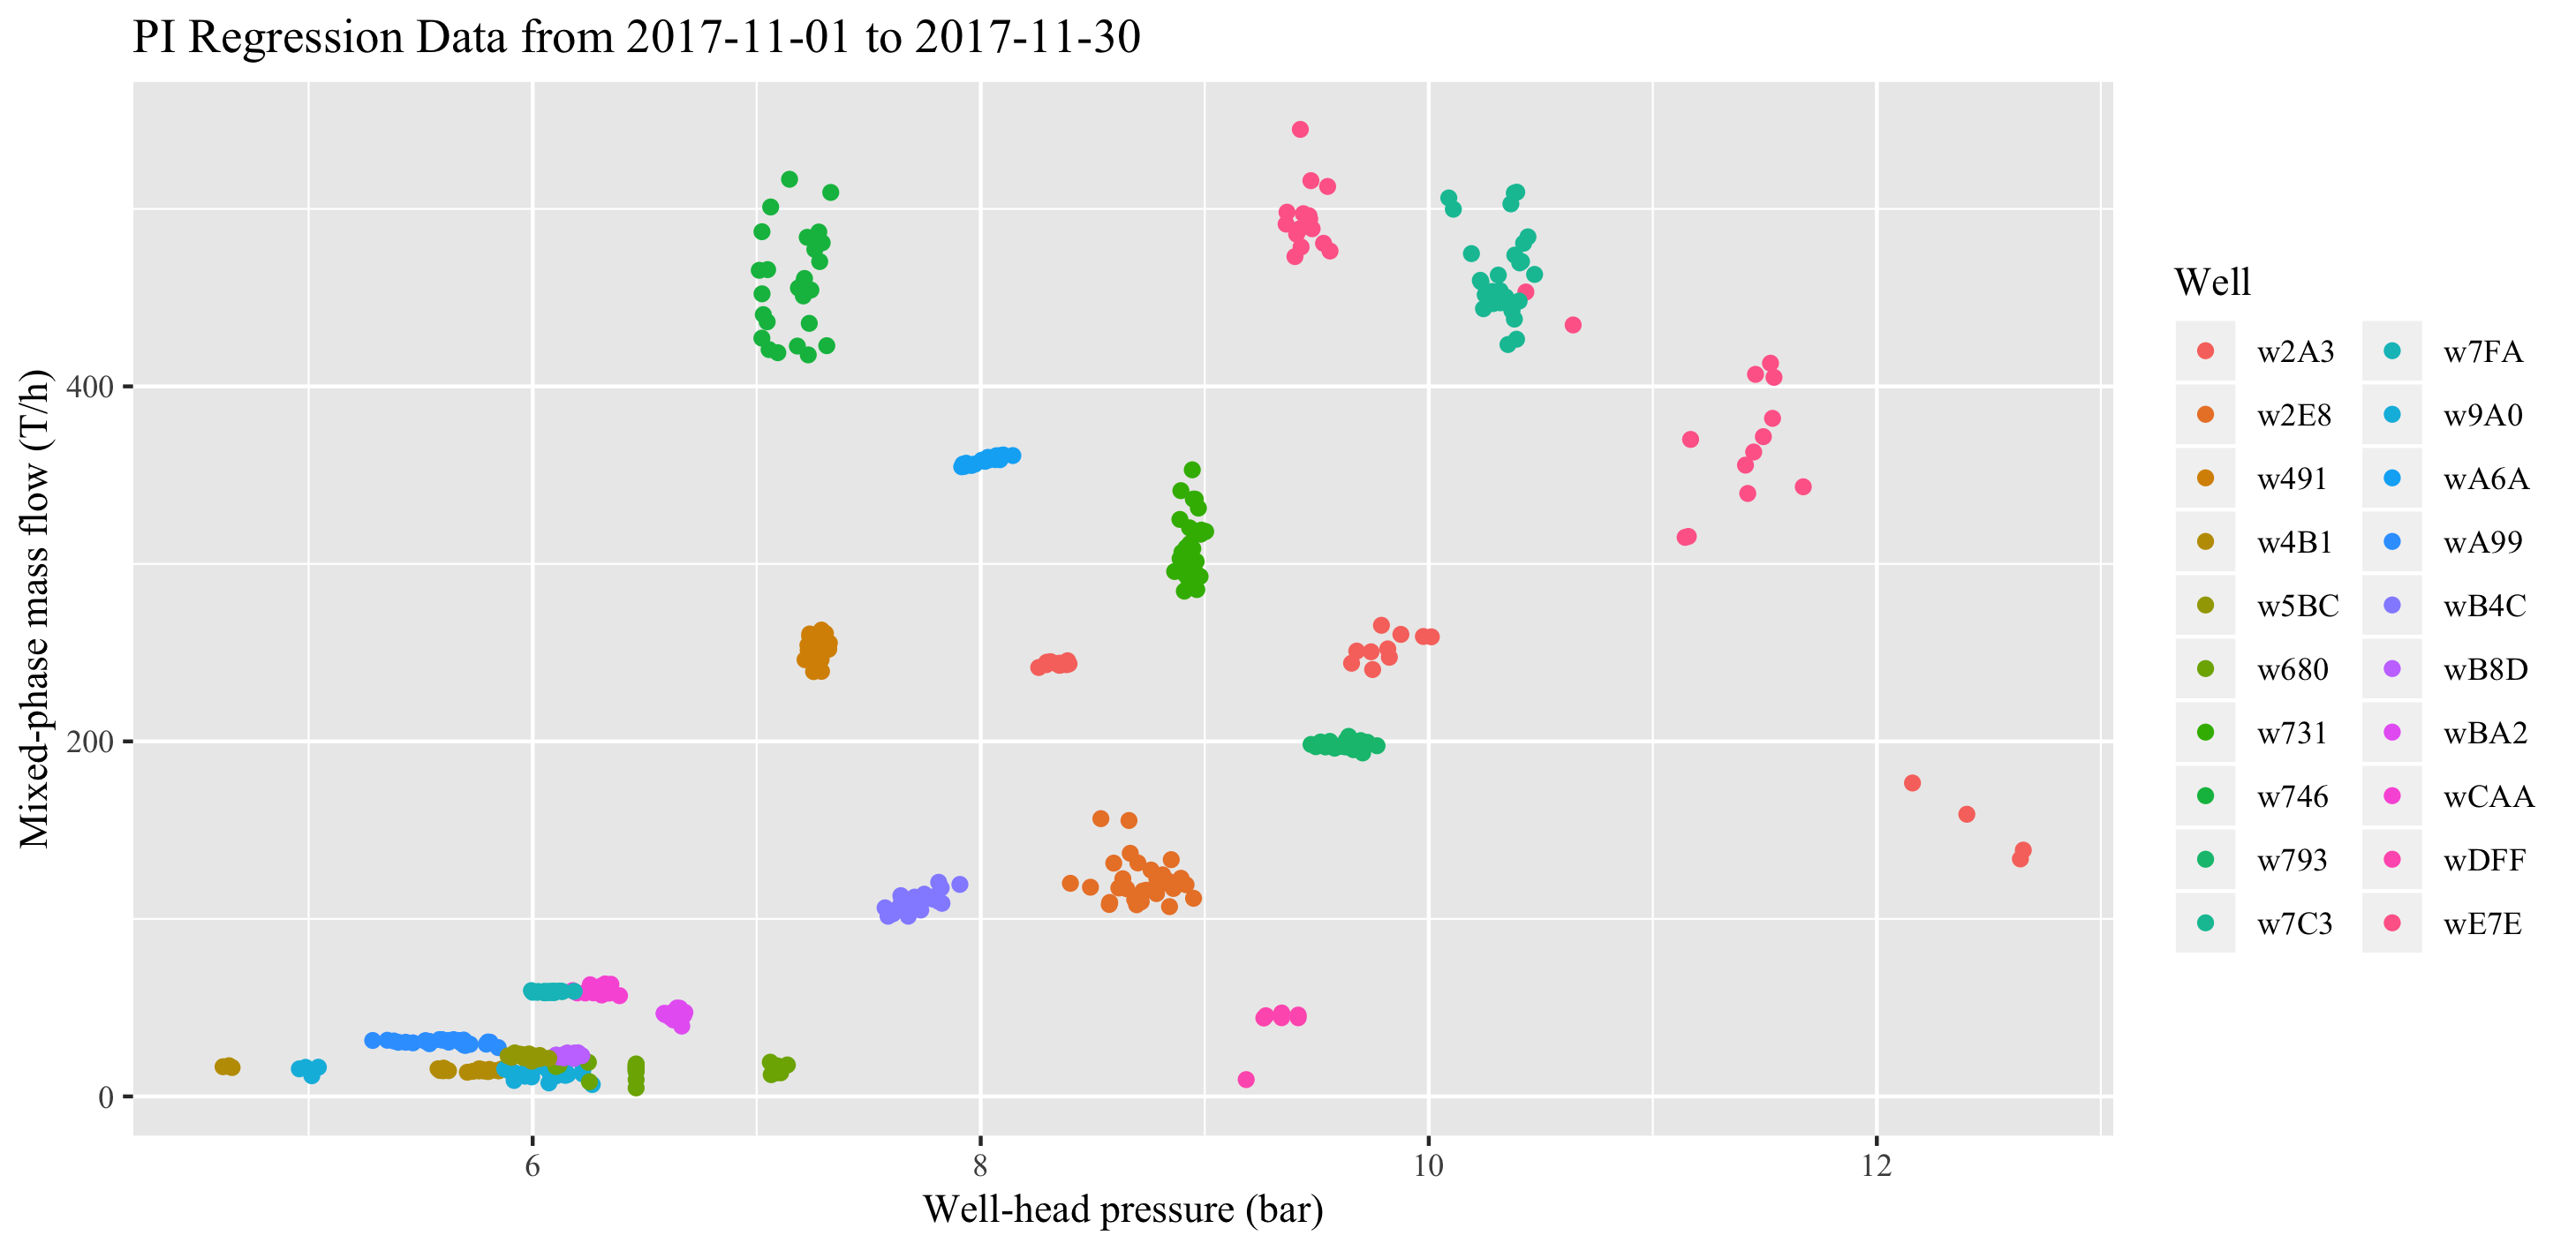 PI Regression Data from 2017-11-01 to 2017-11-30
Mixed-phase mass flow (T/h)
400
200
0
6
8
10
12
Well-head pressure (bar)
Well
w2A3
w2E8
w491
w4B1
w5BC
w680
w731
w746
w793
w7C3
w7FA
w9A0
wA6A
wA99
wB4C
wB8D
wBA2
wCAA
wDFF
wE7E